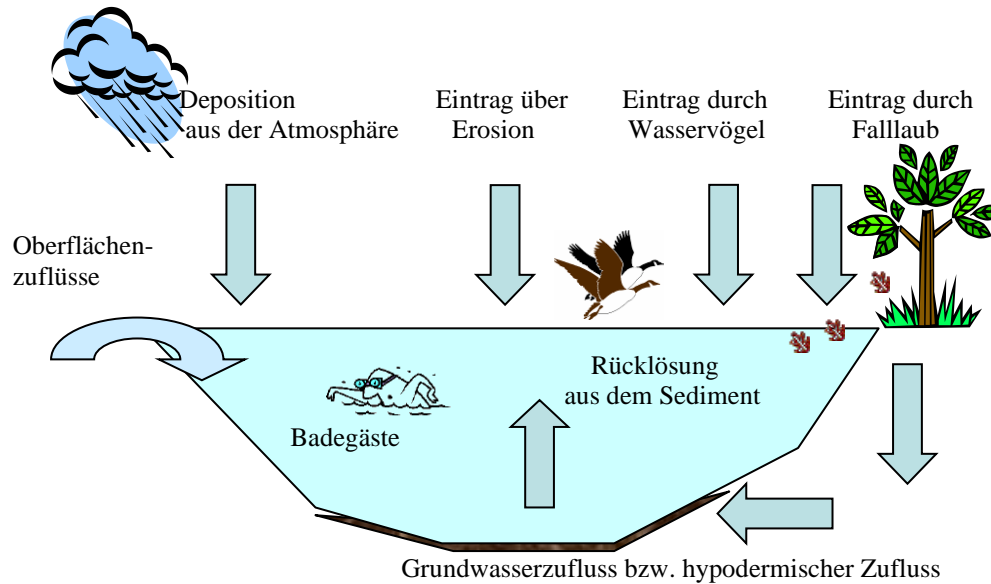 Deposition
aus der Atmosphäre
Eintrag über
Erosion
Eintrag durch
Wasservögel
Eintrag durch
Falllaub
Oberflächen-
zuflüsse
Rücklösung
aus dem Sediment
Badegäste
Grundwasserzufluss bzw. hypodermischer Zufluss